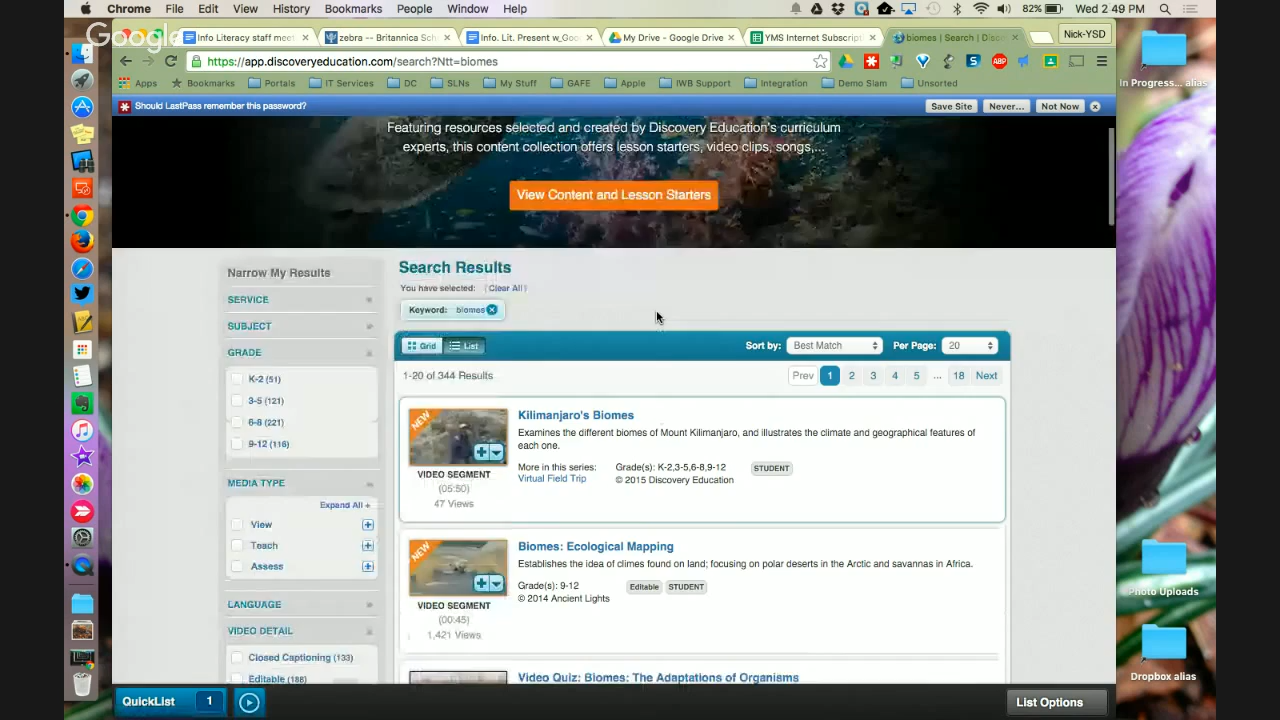 Chrome File Edit View History Bookmarks People Window Help
82% Wed 2:49 PM
Google
Info Literacy staff meet
zebra -- Britannica Sch
Info. Lit. Present w_Goo
My Drive - Google Drive
YMS Internet Subscripti
biomes | Search | Disc
Nick-YSD
https://app.discoveryeducation.com/search?Ntt=biomes
Apps Bookmarks Portals IT Services DC SLNs My Stuff GAFE Apple IWB Support Integration Demo Slam Unsorted
Should LastPass remember this password?
Save Site Never... Not Now
Featuring resources selected and created by Discovery Education's curriculum
experts, this content collection offers lesson starters, video clips, songs,...
View Content and Lesson Starters
Narrow My Results
SERVICE
SUBJECT
GRADE
K-2 (51)
3-5 (121)
6-8 (221)
9-12 (116)
MEDIA TYPE
Expand All +
View
Teach
Assess
LANGUAGE
VIDEO DETAIL
Closed Captioning (133)
Editable (188)
Search Results
You have selected: (Clear All)
Keyword: biomes
Grid List
Sort by: Best Match Per Page: 20
1-20 of 344 Results
Prev 1 2 3 4 5 ... 18 Next
NEW
Kilimanjaro's Biomes
Examines the different biomes of Mount Kilimanjaro, and illustrates the climate and geographical features of
each one.
More in this series:
Virtual Field Trip
Grade(s): K-2,3-5,6-8,9-12
© 2015 Discovery Education
STUDENT
VIDEO SEGMENT
(05:50)
47 Views
NEW
Biomes: Ecological Mapping
Establishes the idea of climes found on land; focusing on polar deserts in the Arctic and savannas in Africa.
Grade(s): 9-12
© 2014 Ancient Lights
Editable STUDENT
VIDEO SEGMENT
(00:45)
1,421 Views
Video Quiz: Biomes: The Adaptations of Organisms
QuickList 1
List Options
In Progress... alias
Photo Uploads
Dropbox alias